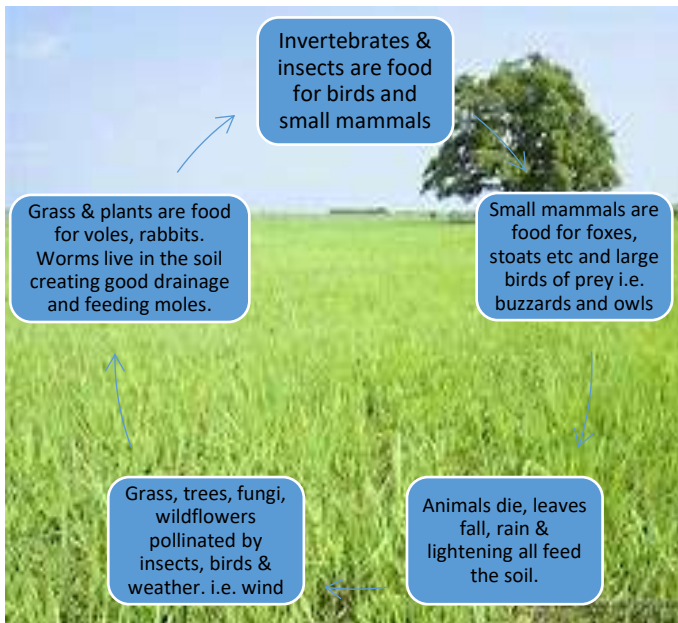 Invertebrates &
insects are food
for birds and
small mammals
Small mammals are
food for foxes,
stoats etc and large
birds of prey i.e.
buzzards and owls
Animals die, leaves
fall, rain &
lightening all feed
the soil.
Grass, trees, fungi,
wildflowers
pollinated by
insects, birds &
weather. i.e. wind
Grass & plants are food
for voles, rabbits.
Worms live in the soil
creating good drainage
and feeding moles.